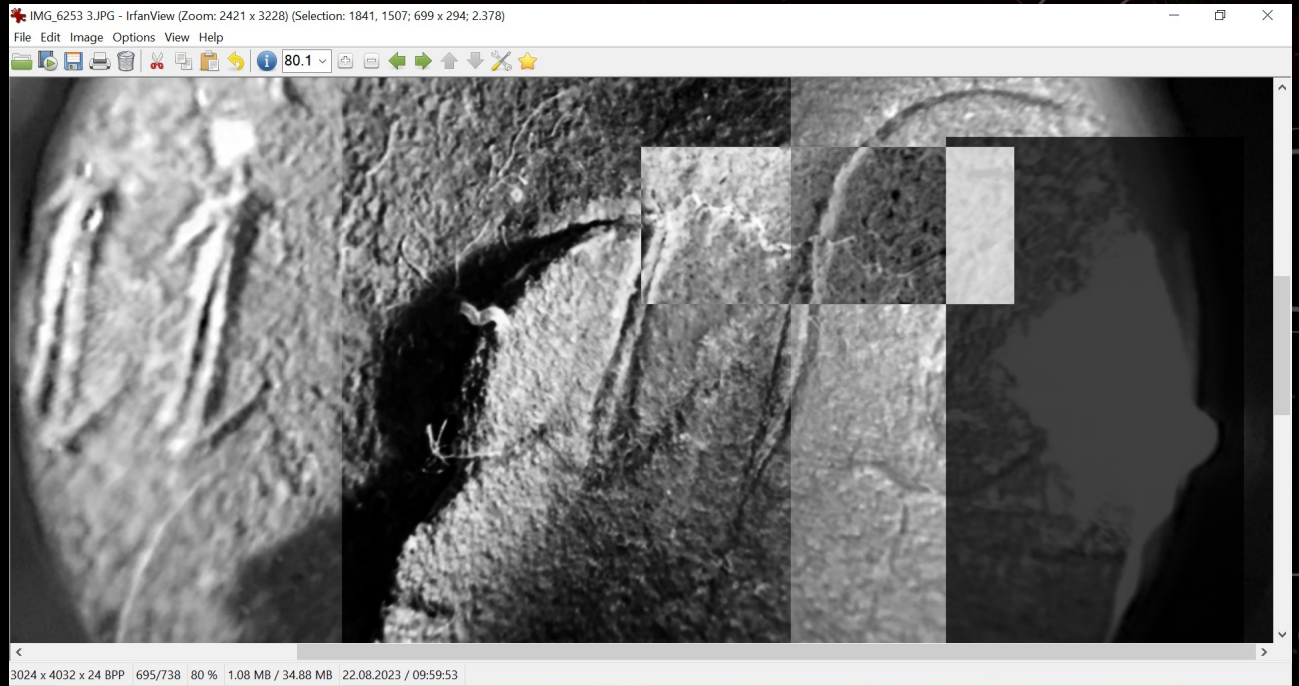 IMG_6253 3.JPG - IrfanView (Zoom: 2421 x 3228) (Selection: 1841, 1507; 699 x 294; 2.378)
File Edit Image Options View Help
80.1
3024 x 4032 x 24 BPP 695/738 80 % 1.08 MB / 34.88 MB 22.08.2023 / 09:59:53